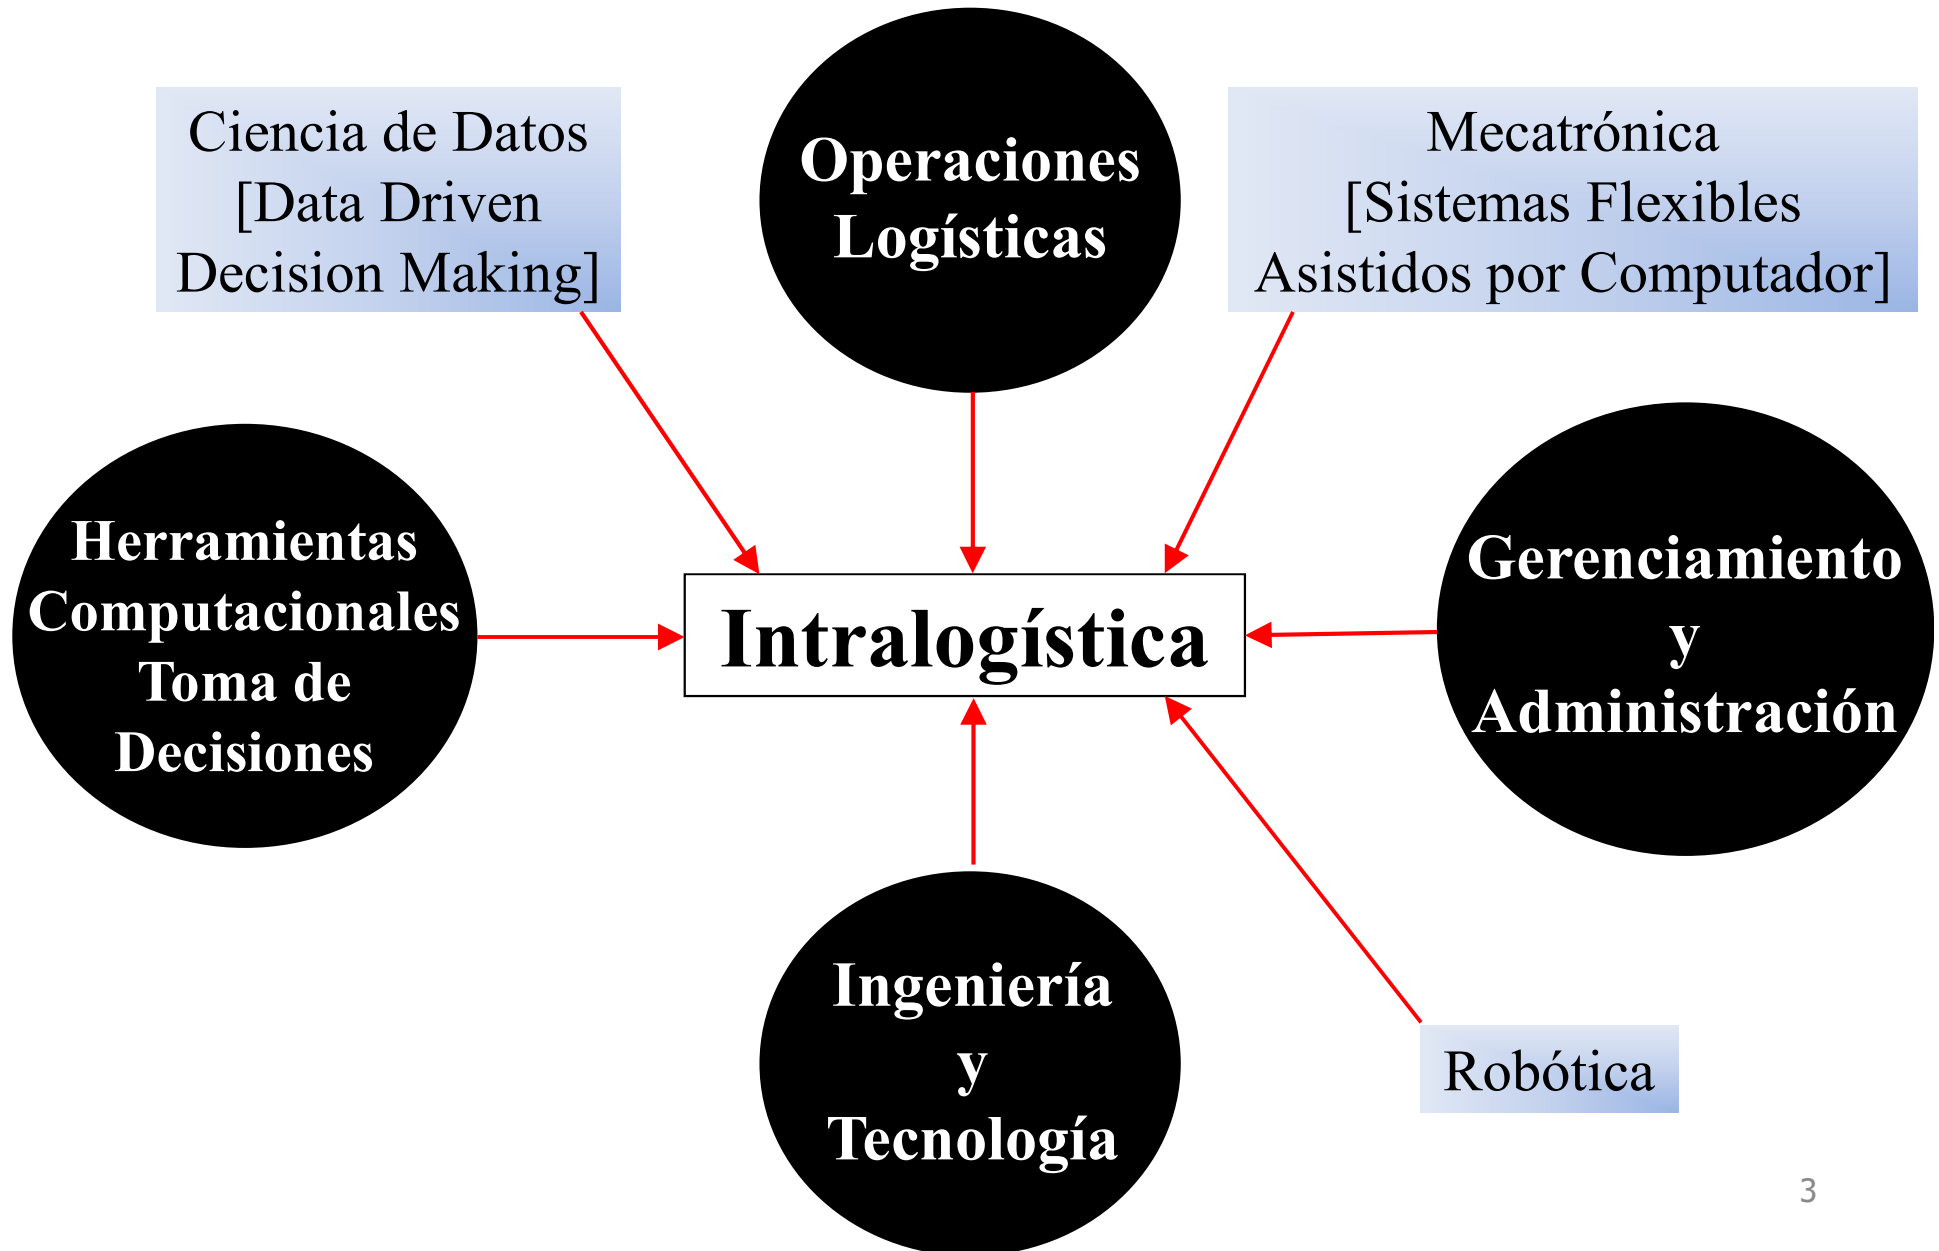 Ciencia de Datos
[Data Driven
Decision Making]
Operaciones
Logísticas
Mecatrónica
[Sistemas Flexibles
Asistidos por Computador]
Herramientas
Computacionales
Toma de
Decisiones
Intralogística
Gerenciamiento
y
Administración
Ingeniería
y
Tecnología
Robótica
3